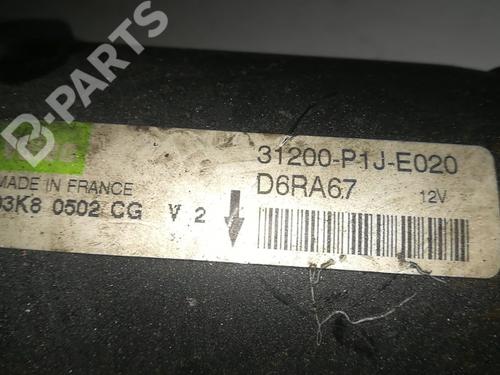 B-PARTS
31200-P1J-E020
D6RA67
12V
MADE IN FRANCE
03K8 0502 CG V 2